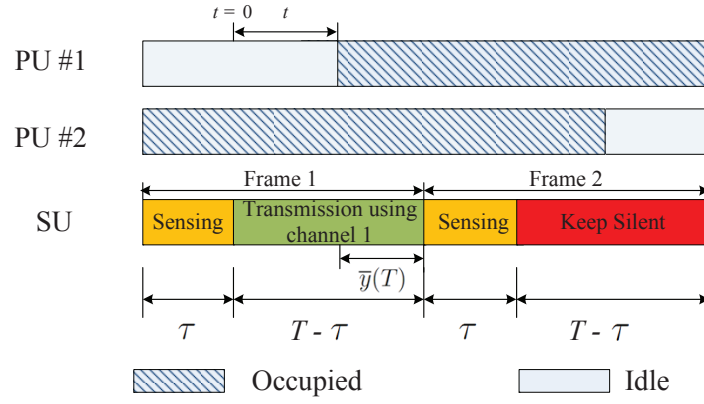 t = 0 t
PU #1
PU #2
Frame 1 Frame 2
SU Sensing Transmission using channel 1 Sensing Keep Silent
y̅(T)
τ T - τ τ T - τ
Occupied Idle